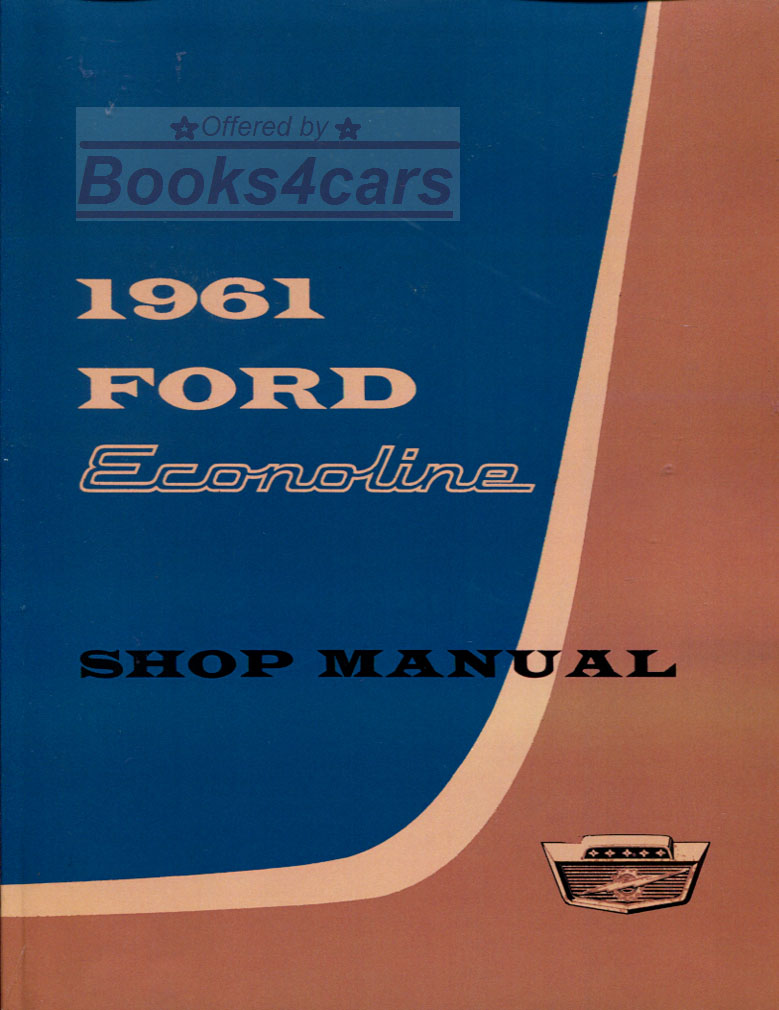 Offered by
Books4cars
1961
FORD
Econoline
SHOP MANUAL